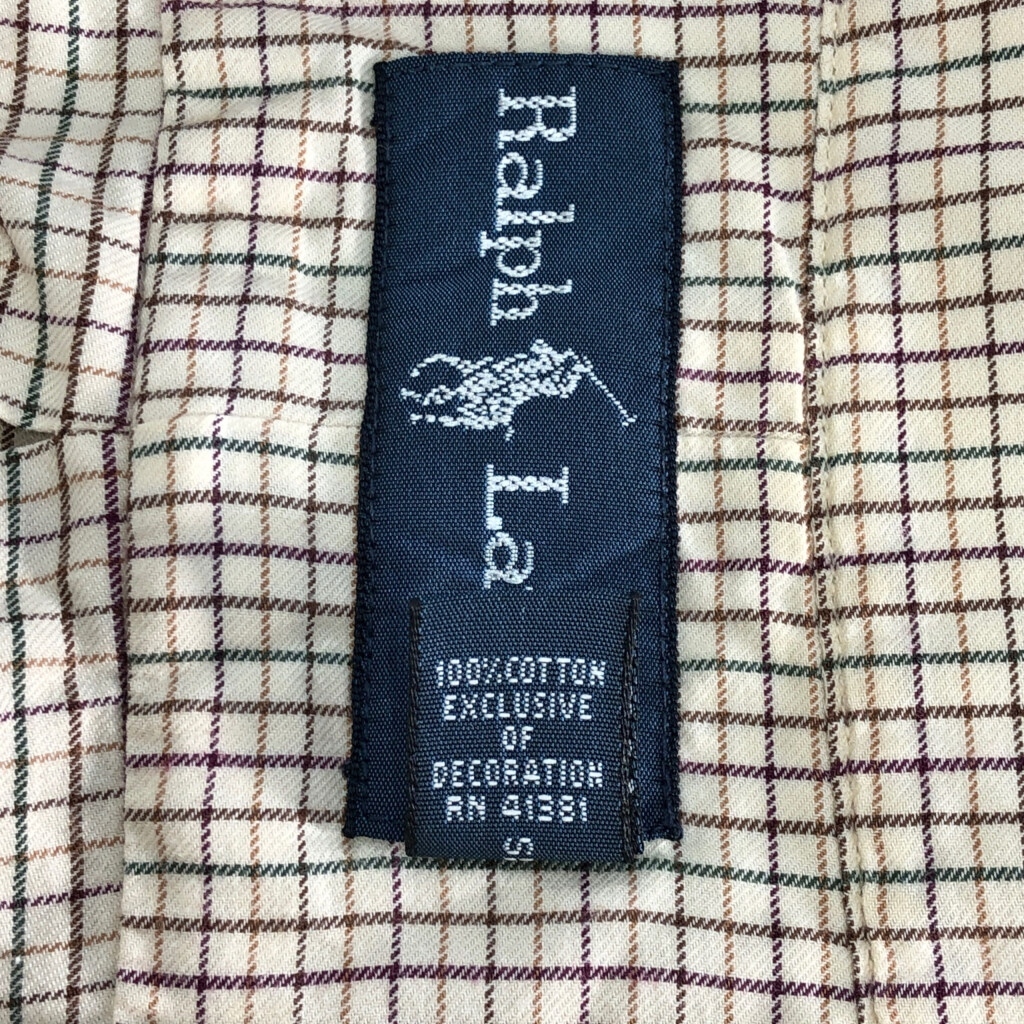 Ralph La
100% COTTON
EXCLUSIVE
OF
DECORATION
RN 41381
S